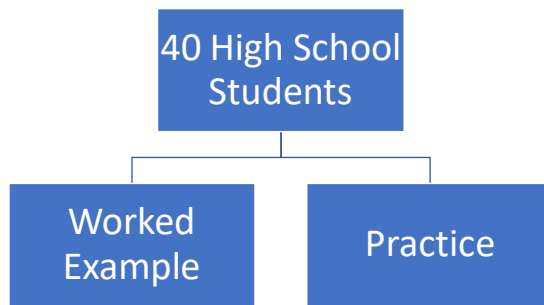 40 High School
Students
Worked
Example
Practice